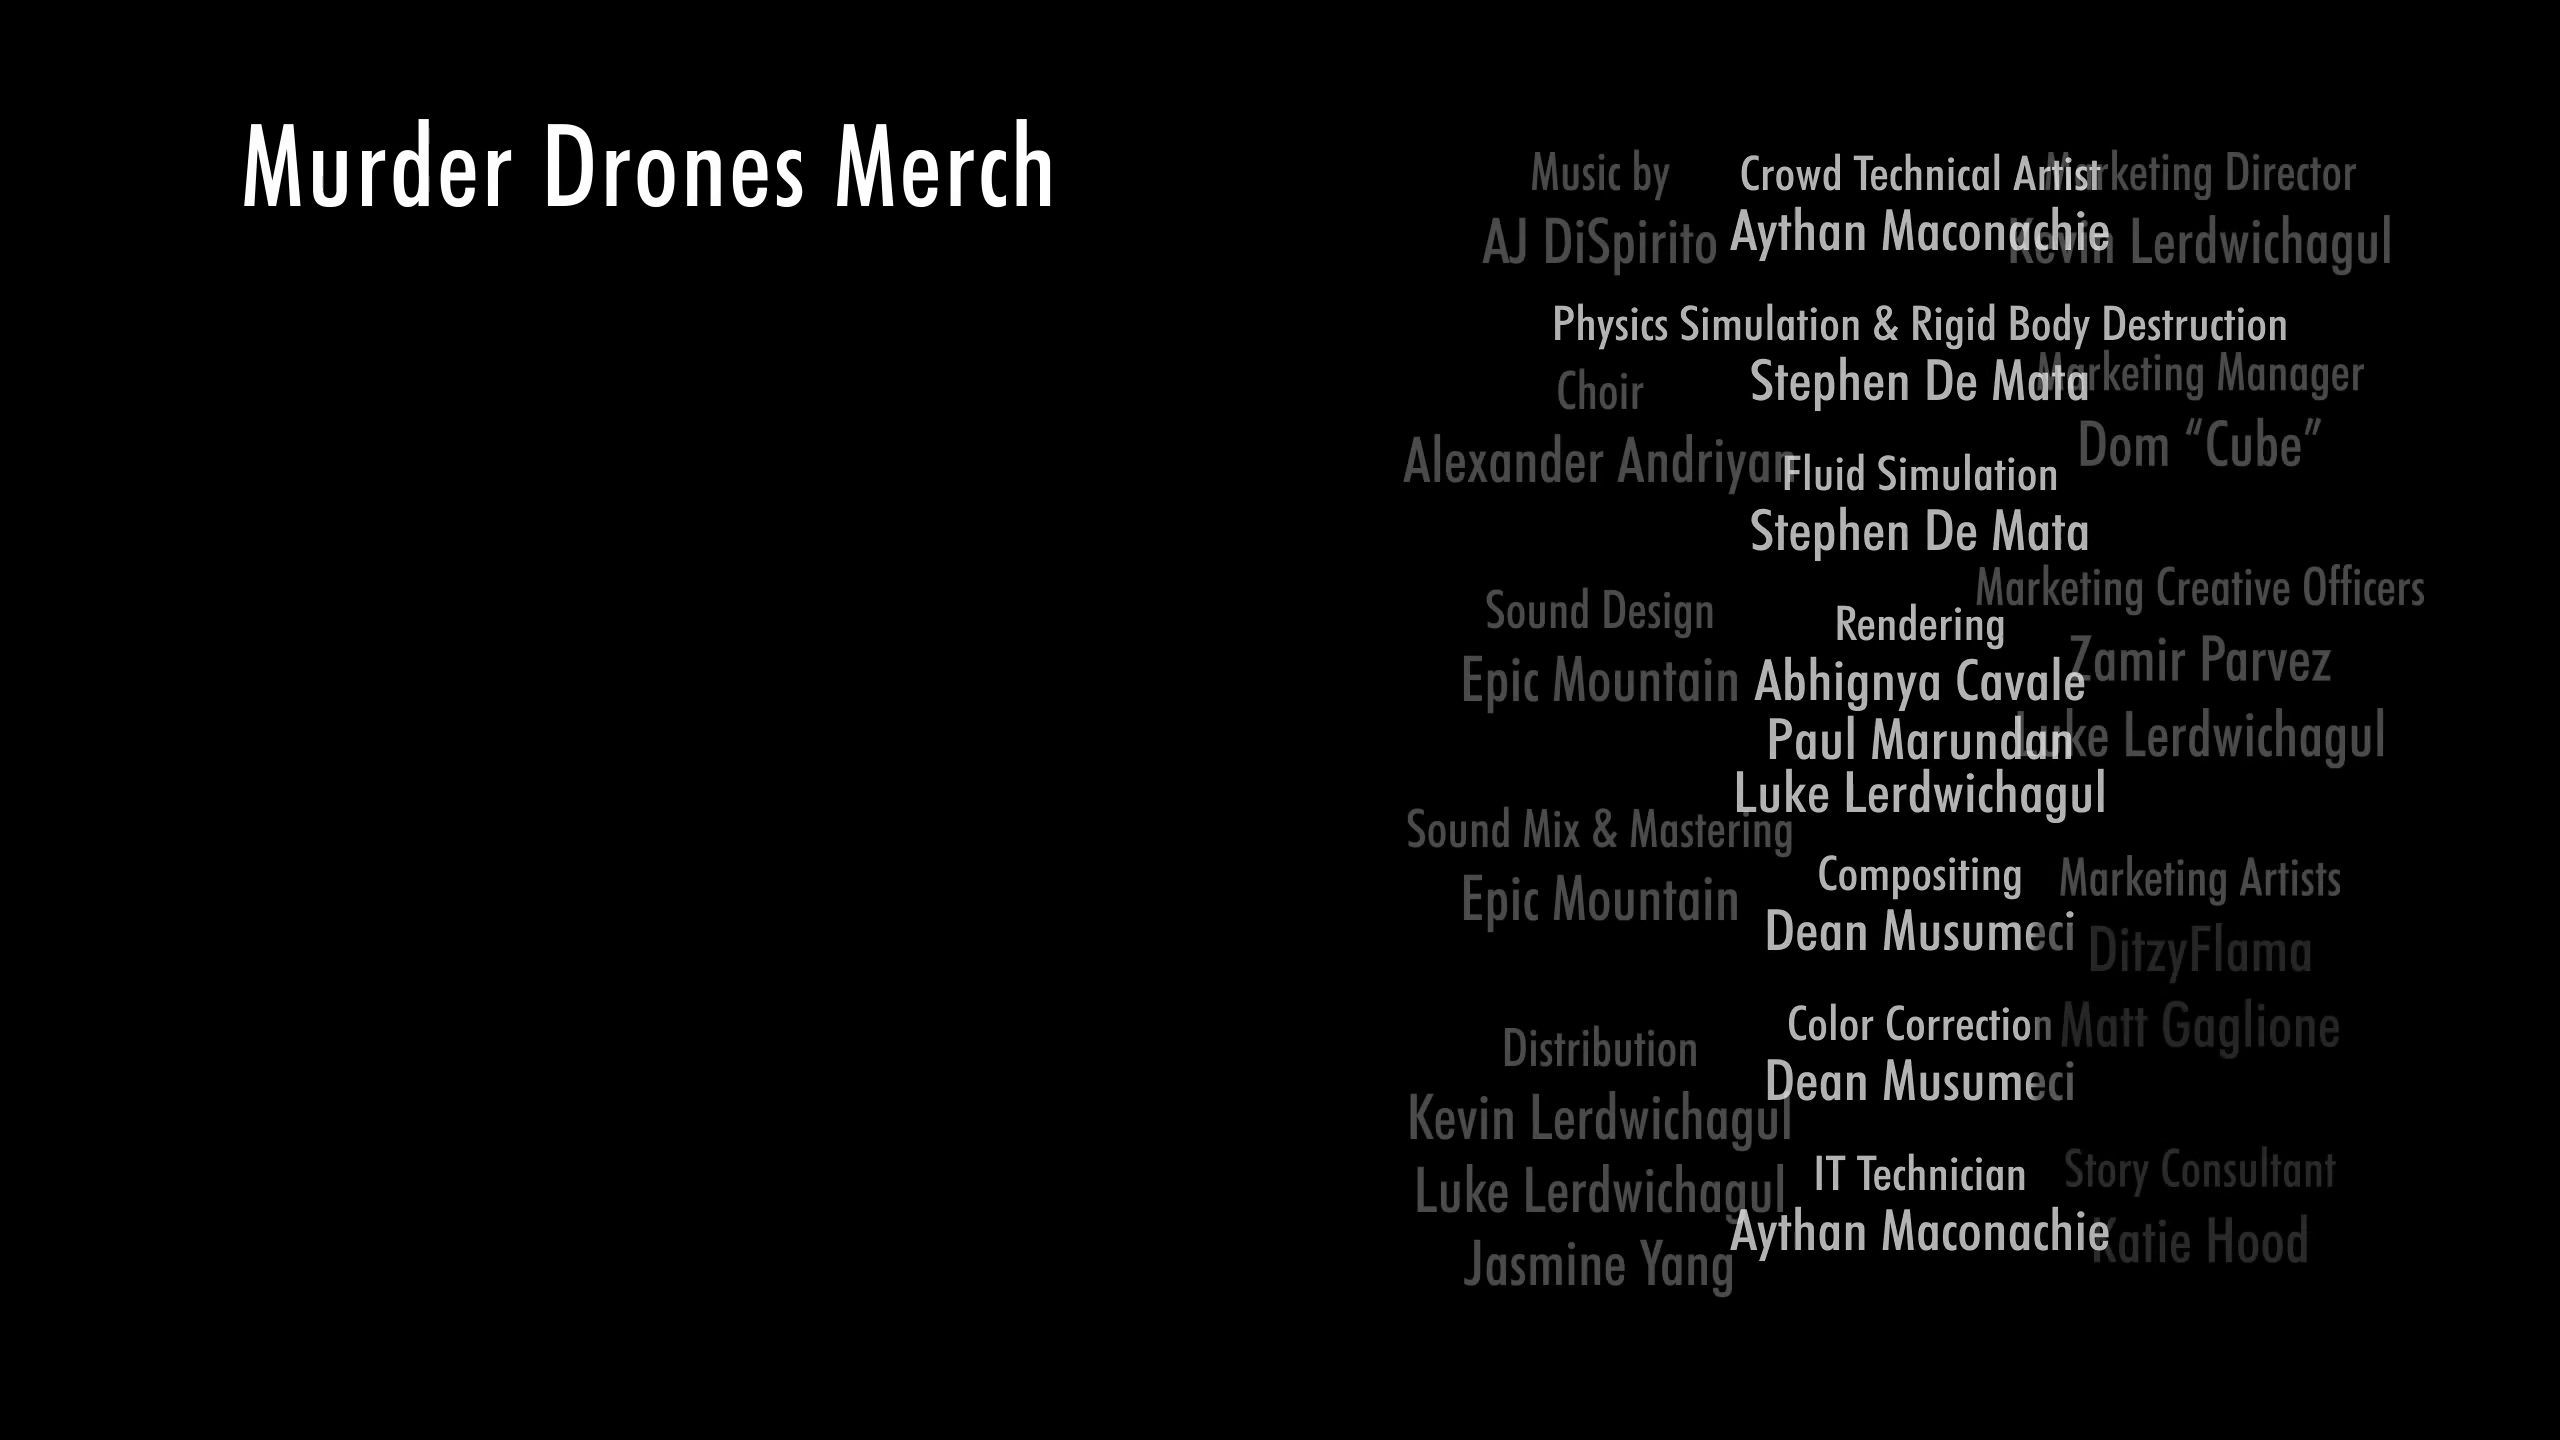 Murder Drones Merch
Crowd Technical Artist
Aythan Maconachie
Physics Simulation & Rigid Body Destruction
Stephen De Mata
Fluid Simulation
Stephen De Mata
Rendering
Abhignya Cavale
Paul Marundan
Luke Lerdwichagul
Compositing
Dean Musumeci
Color Correction
Dean Musumeci
IT Technician
Aythan Maconachie
Music by
AJ DiSpirito
Choir
Alexander Andriyan
Sound Design
Epic Mountain
Sound Mix & Mastering
Epic Mountain
Distribution
Kevin Lerdwichagul
Luke Lerdwichagul
Jasmine Yang
Marketing Director
Kevin Lerdwichagul
Marketing Manager
Dom “Cube”
Marketing Creative Officers
Zamir Parvez
Luke Lerdwichagul
Marketing Artists
DitzyFlama
Matt Gaglione
Story Consultant
Katie Hood